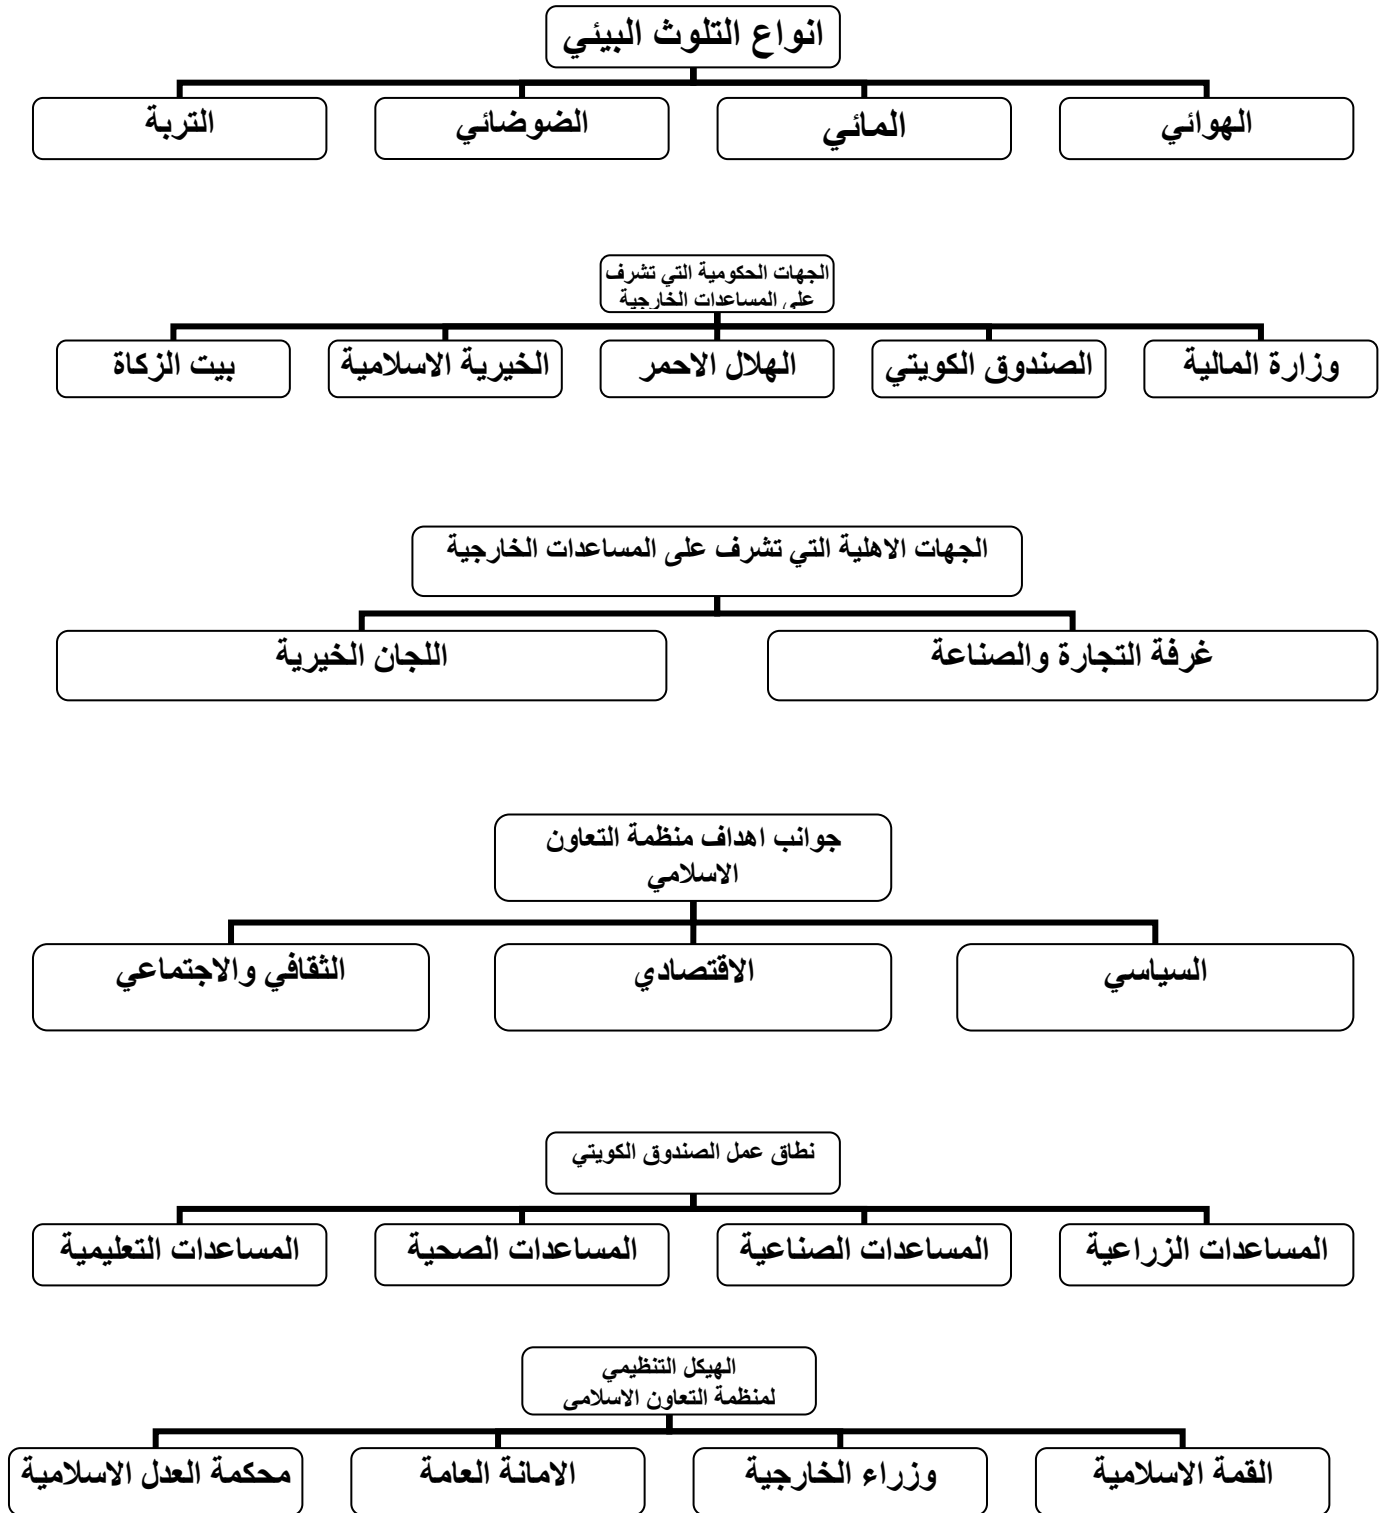 انواع التلوث البيئي
الهوائي
المائي
الضوضائي
التربة
الجهات الحكومية التي تشرف
على المساعدات الخارجية
وزارة المالية
الصندوق الكويتي
الهلال الاحمر
الخيرية الاسلامية
بيت الزكاة
الجهات الاهلية التي تشرف على المساعدات الخارجية
غرفة التجارة والصناعة
اللجان الخيرية
جوانب اهداف منظمة التعاون
الاسلامي
السياسي
الاقتصادي
الثقافي والاجتماعي
نطاق عمل الصندوق الكويتي
المساعدات الزراعية
المساعدات الصناعية
المساعدات الصحية
المساعدات التعليمية
الهيكل التنظيمي
لمنظمة التعاون الاسلامي
القمة الاسلامية
وزراء الخارجية
الامانة العامة
محكمة العدل الاسلامية